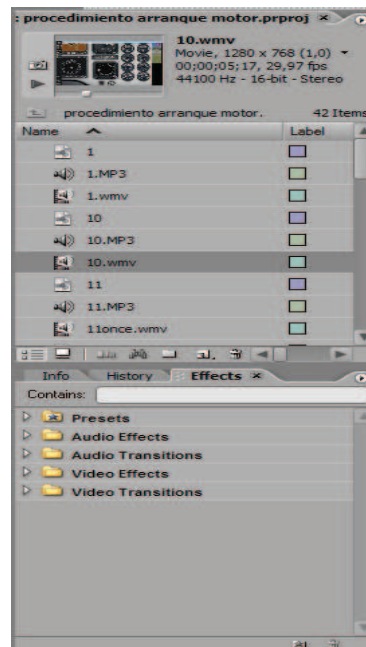 : procedimiento arranque motor.prproj ×
10.wmv
Movie, 1280 x 768 (1,0)
00;00;05;17, 29,97 fps
44100 Hz - 16-bit - Stereo
procedimiento arranque motor. 42 Items
Name Label
1
1.MP3
1.wmv
10
10.MP3
10.wmv
11
11.MP3
11once.wmv
Info History Effects ×
Contains:
Presets
Audio Effects
Audio Transitions
Video Effects
Video Transitions